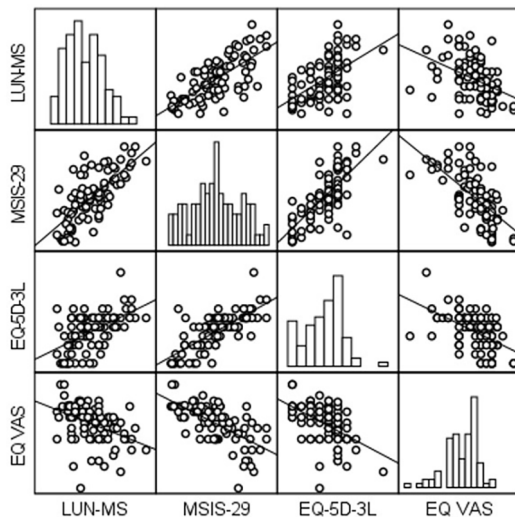 LUN-MS
MSIS-29
EQ-5D-3L
EQ VAS
LUN-MS MSIS-29 EQ-5D-3L EQ VAS